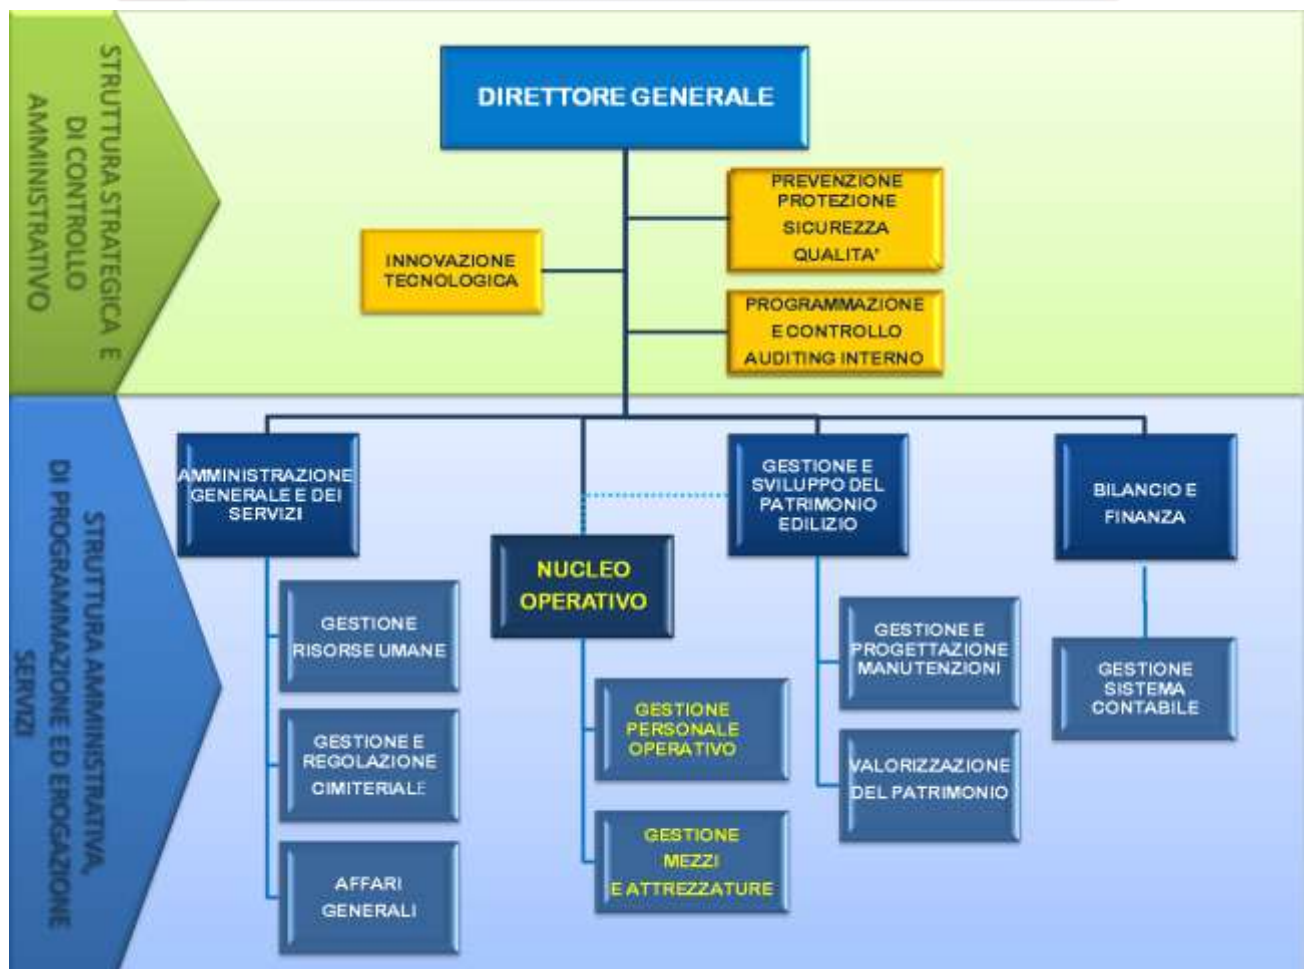 STRUTTURA STRATEGICA E
DI CONTROLLO
AMMINISTRATIVO
DIRETTORE GENERALE
PREVENZIONE
PROTEZIONE
SICUREZZA
QUALITA'
INNOVAZIONE
TECNOLOGICA
PROGRAMMAZIONE
E CONTROLLO
AUDITING INTERNO
STRUTTURA AMMINISTRATIVA,
DI PROGRAMMAZIONE ED EROGAZIONE
SERVIZI
AMMINISTRAZIONE
GENERALE E DEI
SERVIZI
GESTIONE
RISORSE UMANE
GESTIONE E
REGOLAZIONE
CIMITERIALE
AFFARI
GENERALI
NUCLEO
OPERATIVO
GESTIONE
PERSONALE
OPERATIVO
GESTIONE
MEZZI
E ATTREZZATURE
GESTIONE E
SVILUPPO DEL
PATRIMONIO
EDILIZIO
GESTIONE E
PROGETTAZIONE
MANUTENZIONI
VALORIZZAZIONE
DEL PATRIMONIO
BILANCIO E
FINANZA
GESTIONE
SISTEMA
CONTABILE